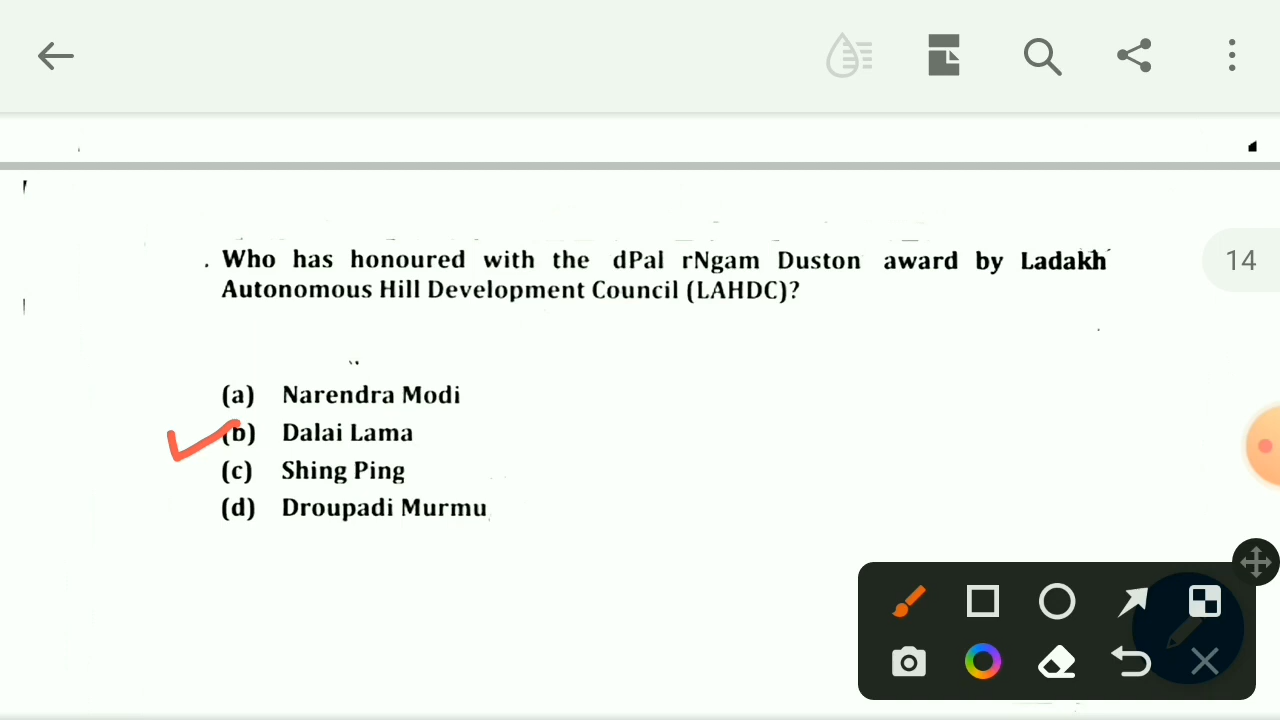 Who has honoured with the dPal rNgam Duston award by Ladakh
14
Autonomous Hill Development Council (LAHDC)?
(a) Narendra Modi
(b) Dalai Lama
(c) Shing Ping
(d) Droupadi Murmu